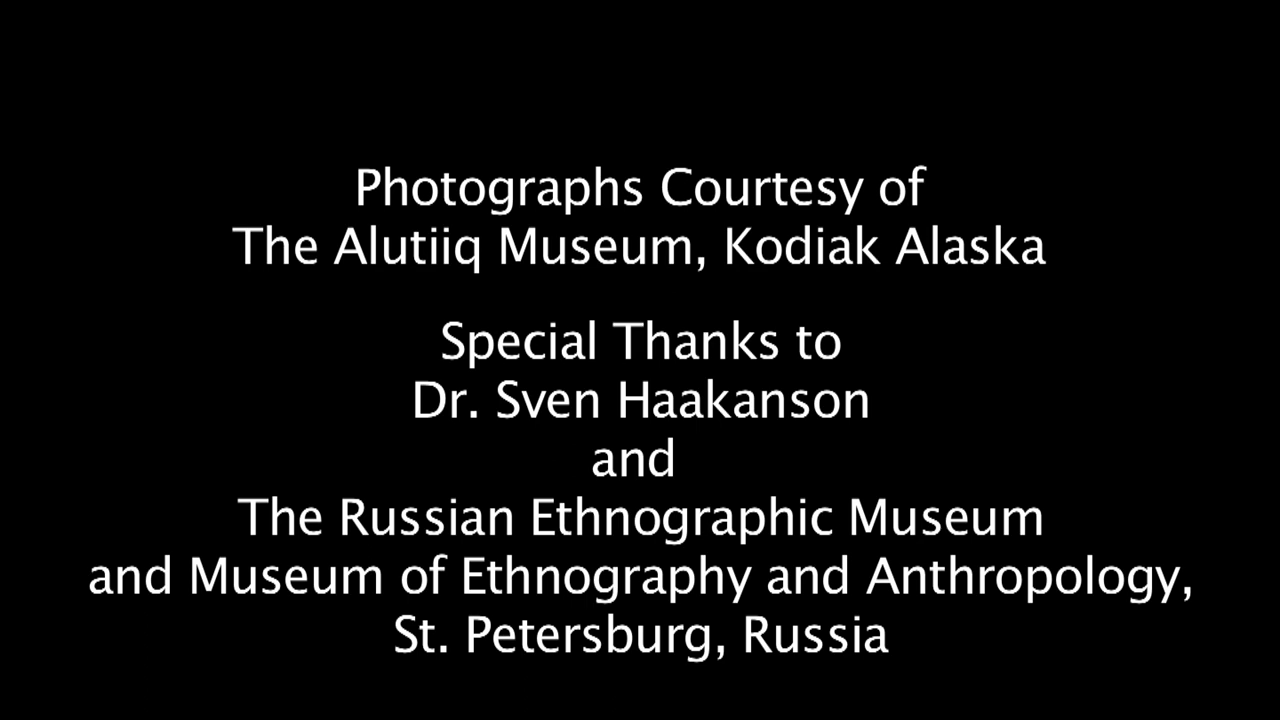 Photographs Courtesy of
The Alutiiq Museum, Kodiak Alaska
Special Thanks to
Dr. Sven Haakanson
and
The Russian Ethnographic Museum
and Museum of Ethnography and Anthropology,
St. Petersburg, Russia